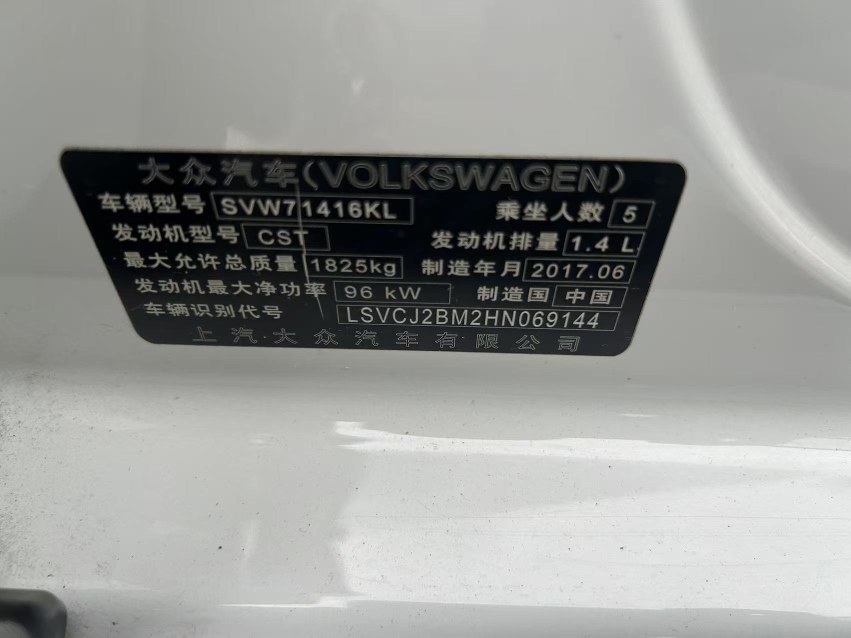 大众汽车(VOLKSWAGEN)
车辆型号 SVW71416KL 乘坐人数 5
发动机型号 CST 发动机排量 1.4 L
最大允许总质量 1825kg 制造年月 2017.06
发动机最大净功率 96 kW 制造国 中国
车辆识别代号 LSVCJ2BM2HN069144
上汽大众汽车有限公司